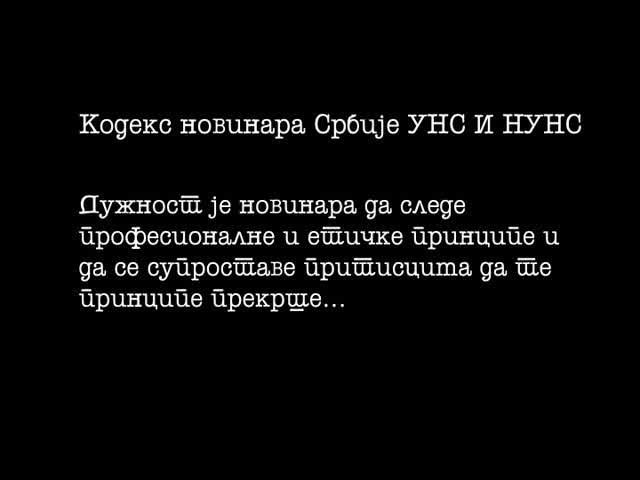 Кодекс новинара Србије УНС И НУНС
Дужност је новинара да следе
професионалне и етичке принципе и
да се супроставе притисцита да те
принципе прекрше...